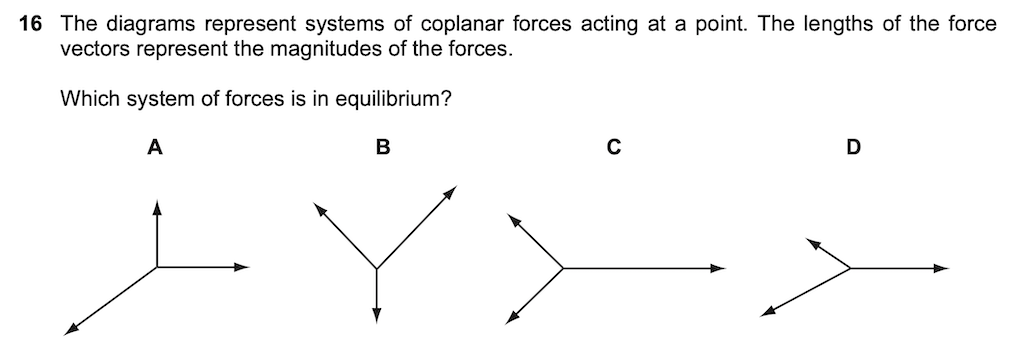 16 The diagrams represent systems of coplanar forces acting at a point. The lengths of the force
vectors represent the magnitudes of the forces.
Which system of forces is in equilibrium?
A B C D